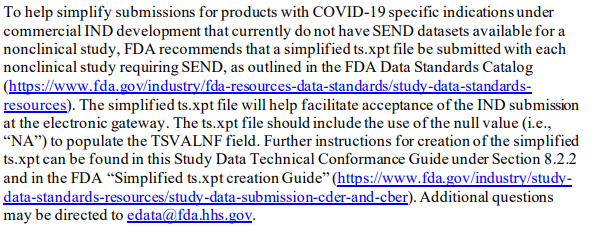 To help simplify submissions for products with COVID-19 specific indications under
commercial IND development that currently do not have SEND datasets available for a
nonclinical study, FDA recommends that a simplified ts.xpt file be submitted with each
nonclinical study requiring SEND, as outlined in the FDA Data Standards Catalog
(https://www.fda.gov/industry/fda-resources-data-standards/study-data-standards-
resources). The simplified ts.xpt file will help facilitate acceptance of the IND submission
at the electronic gateway. The ts.xpt file should include the use of the null value (i.e.,
“NA”) to populate the TSVALNF field. Further instructions for creation of the simplified
ts.xpt can be found in this Study Data Technical Conformance Guide under Section 8.2.2
and in the FDA “Simplified ts.xpt creation Guide” (https://www.fda.gov/industry/study-
data-standards-resources/study-data-submission-cder-and-cber). Additional questions
may be directed to edata@fda.hhs.gov.